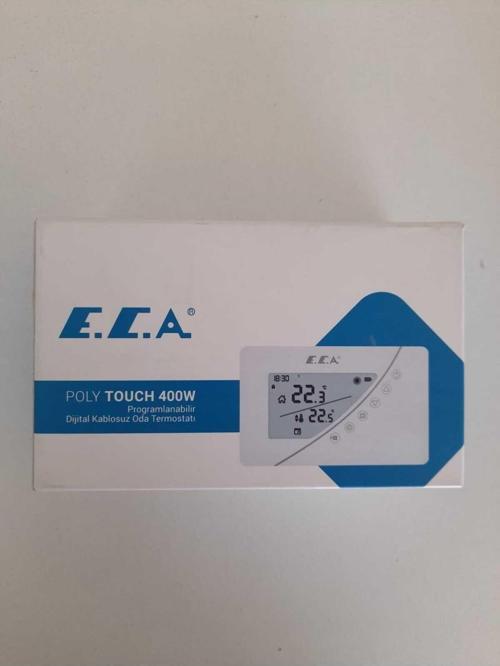 E.C.A.®
POLY TOUCH 400W
Programlanabilir
Dijital Kablosuz Oda Termostatı
E.C.A.®
18:30
22.3°
22.5°